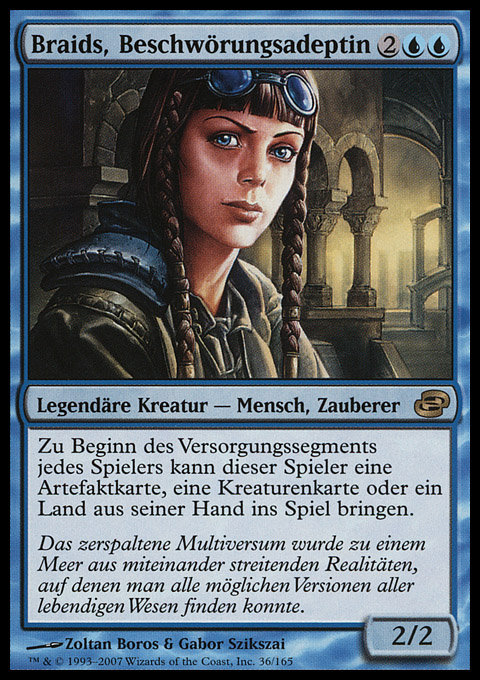 Braids, Beschwörungsadeptin 2
Legendäre Kreatur — Mensch, Zauberer
Zu Beginn des Versorgungssegments
jedes Spielers kann dieser Spieler eine
Artefaktkarte, eine Kreaturenkarte oder ein
Land aus seiner Hand ins Spiel bringen.
Das zerspaltene Multiversum wurde zu einem
Meer aus miteinander streitenden Realitäten,
auf denen man alle möglichen Versionen aller
lebendigen Wesen finden konnte.
Zoltan Boros & Gabor Szikszai
2/2
™ & © 1993–2007 Wizards of the Coast, Inc. 36/165